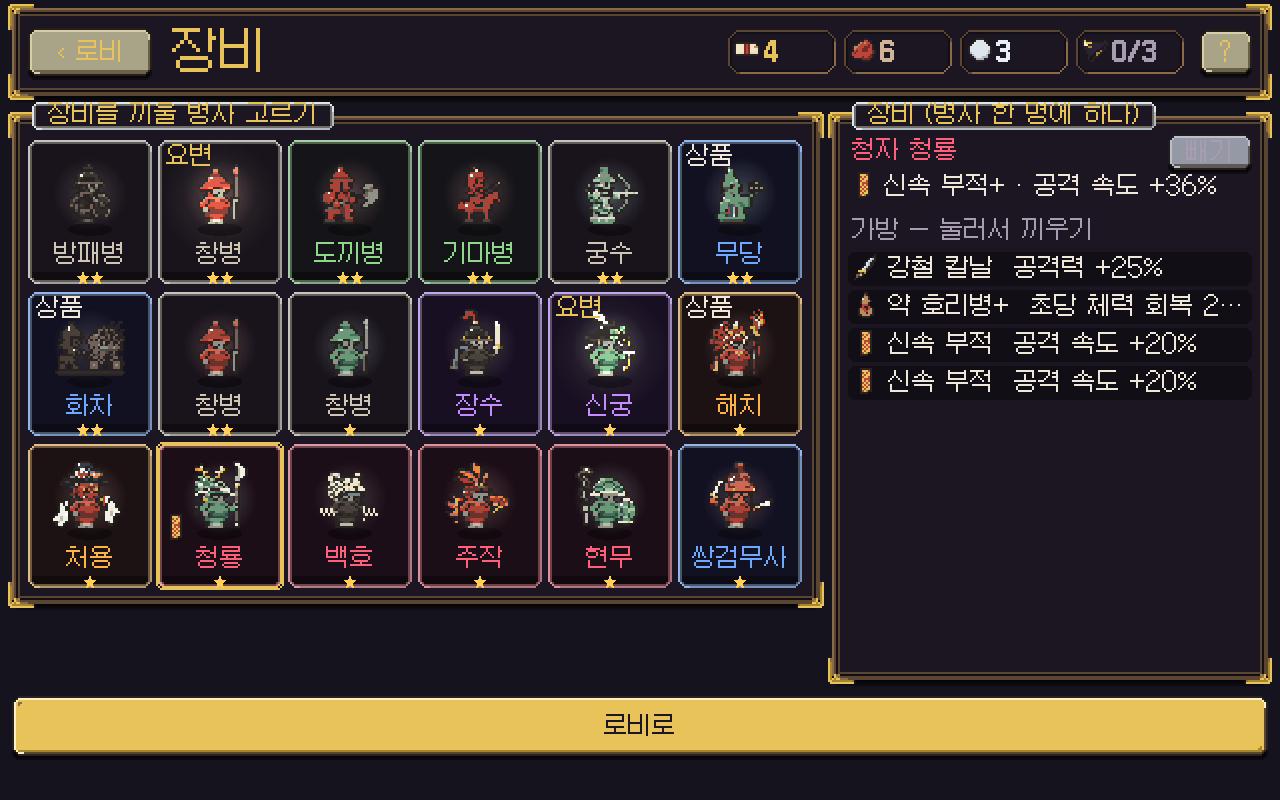 ‹ 로비 장비 4 6 3 0/3 ?
장비를 끼울 병사 고르기
요변 상품
방패병 창병 도끼병 기마병 궁수 무당
상품 요변 상품
화차 창병 창병 장수 신궁 해치
처용 청룡 백호 주작 현무 쌍검무사
장비 (병사 한 명에 하나)
청자 청룡 빼기
신속 부적+ · 공격 속도 +36%
가방 — 눌러서 끼우기
강철 칼날 공격력 +25%
약 호리병+ 초당 체력 회복 2…
신속 부적 공격 속도 +20%
신속 부적 공격 속도 +20%
로비로